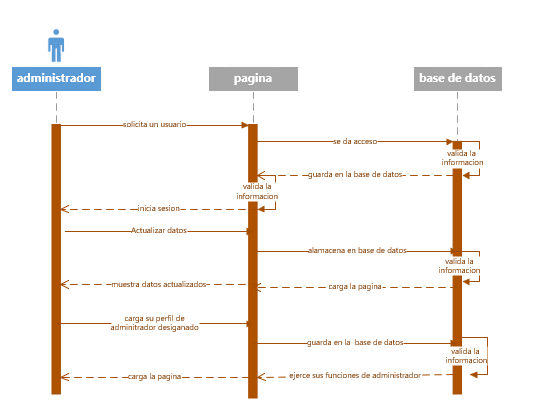 administrador
pagina
base de datos
solicita un usuario
se da acceso
valida la
informacion
guarda en la base de datos
valida la
informacion
inicia sesion
Actualizar datos
alamacena en base de datos
valida la
informacion
muestra datos actualizados
carga la pagina
carga su perfil de
adminitrador desiganado
guarda en la base de datos
valida la
informacion
carga la pagina
ejerce sus funciones de administrador